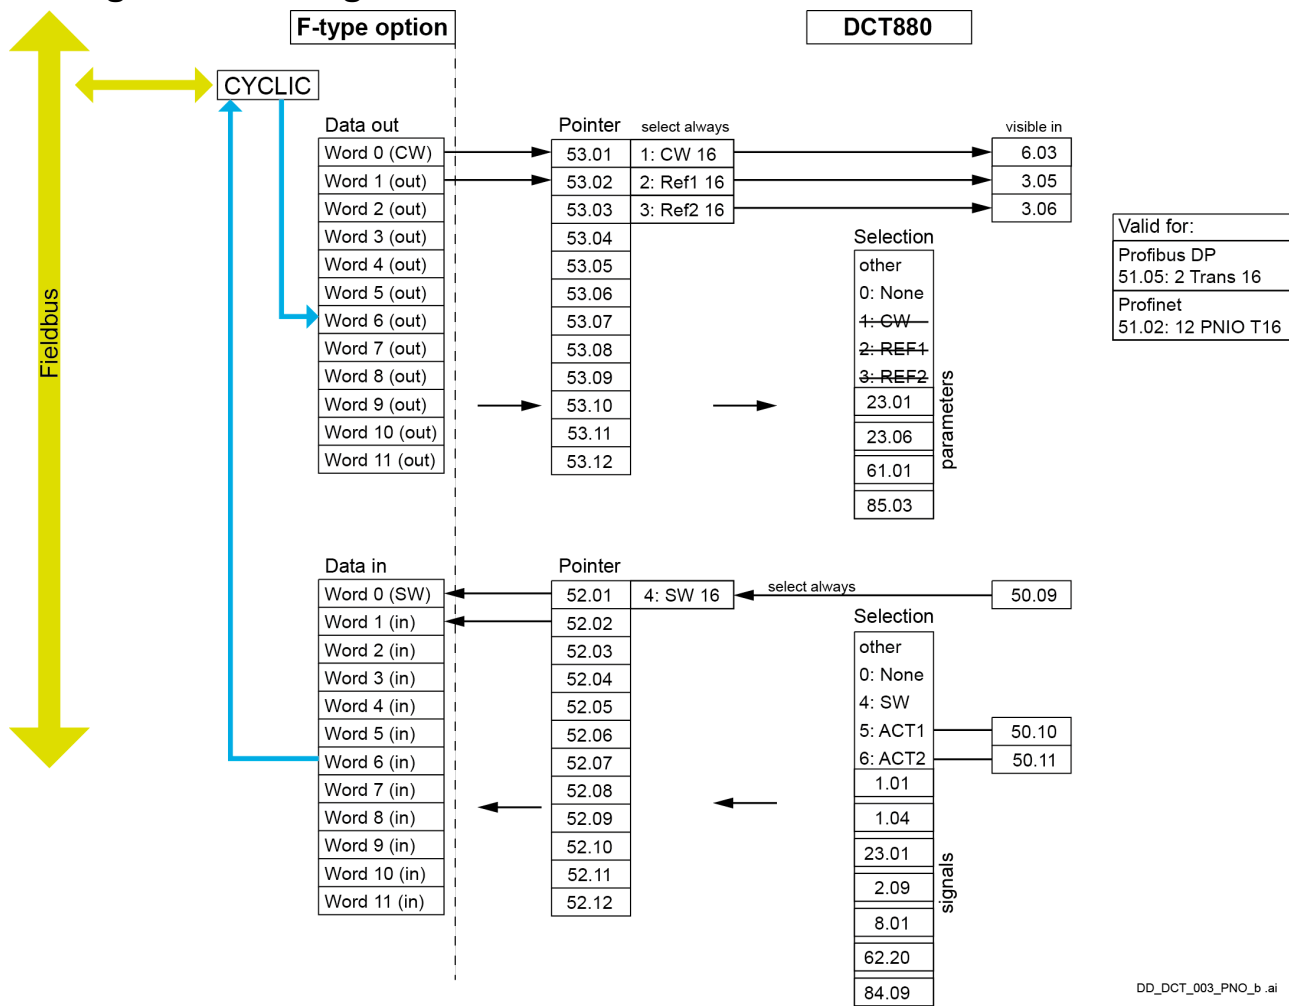 F-type option
DCT880
CYCLIC
Fieldbus
Data out
Pointer
select always
visible in
Word 0 (CW)
53.01
1: CW 16
6.03
Word 1 (out)
53.02
2: Ref1 16
3.05
Word 2 (out)
53.03
3: Ref2 16
3.06
Word 3 (out)
53.04
Word 4 (out)
53.05
Word 5 (out)
53.06
Word 6 (out)
53.07
Word 7 (out)
53.08
Word 8 (out)
53.09
Word 9 (out)
53.10
Word 10 (out)
53.11
Word 11 (out)
53.12
Selection
other
0: None
1: CW
2: REF1
3: REF2
23.01
23.06
61.01
85.03
parameters
Valid for:
Profibus DP
51.05: 2 Trans 16
Profinet
51.02: 12 PNIO T16
Data in
Pointer
Word 0 (SW)
52.01
4: SW 16
select always
50.09
Word 1 (in)
52.02
Word 2 (in)
52.03
Word 3 (in)
52.04
Word 4 (in)
52.05
Word 5 (in)
52.06
Word 6 (in)
52.07
Word 7 (in)
52.08
Word 8 (in)
52.09
Word 9 (in)
52.10
Word 10 (in)
52.11
Word 11 (in)
52.12
Selection
other
0: None
4: SW
5: ACT1
50.10
6: ACT2
50.11
1.01
1.04
23.01
2.09
8.01
62.20
84.09
signals
DD_DCT_003_PNO_b .ai